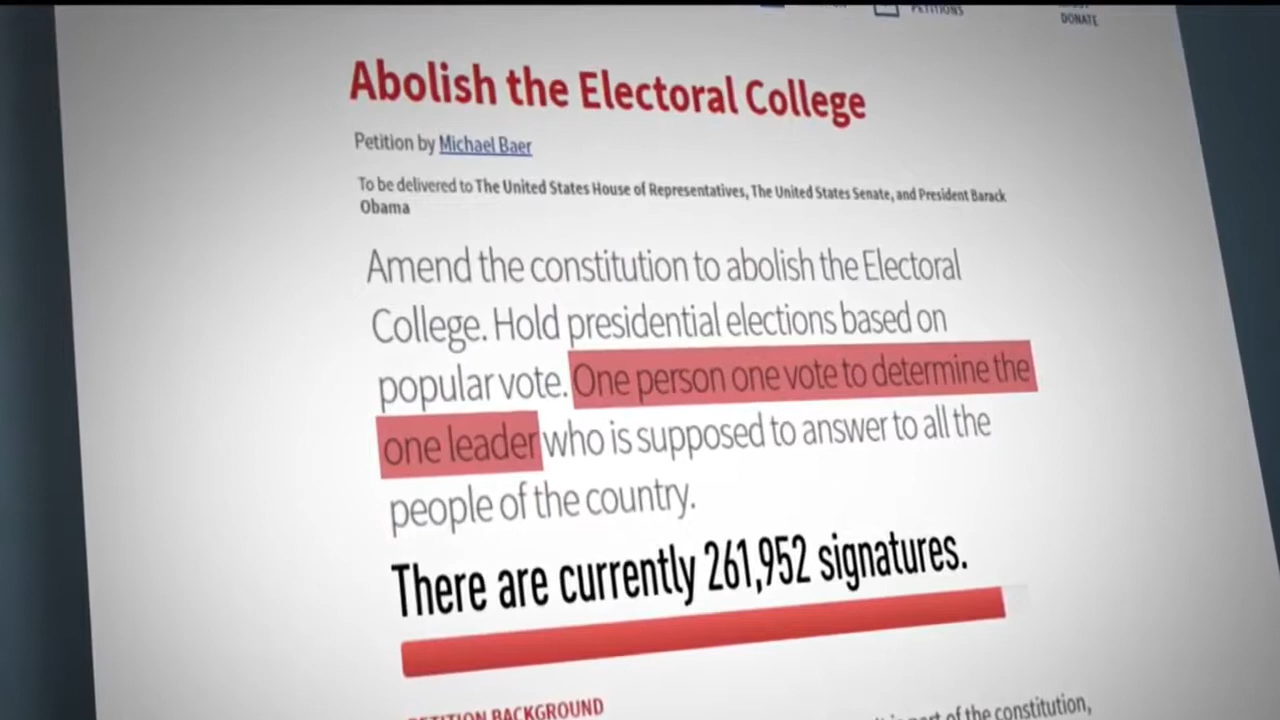 PETITIONS
DONATE
Abolish the Electoral College
Petition by Michael Baer
To be delivered to The United States House of Representatives, The United States Senate, and President Barack
Obama
Amend the constitution to abolish the Electoral
College. Hold presidential elections based on
popular vote. One person one vote to determine the
one leader who is supposed to answer to all the
people of the country.
There are currently 261,952 signatures.
PETITION BACKGROUND
part of the constitution,